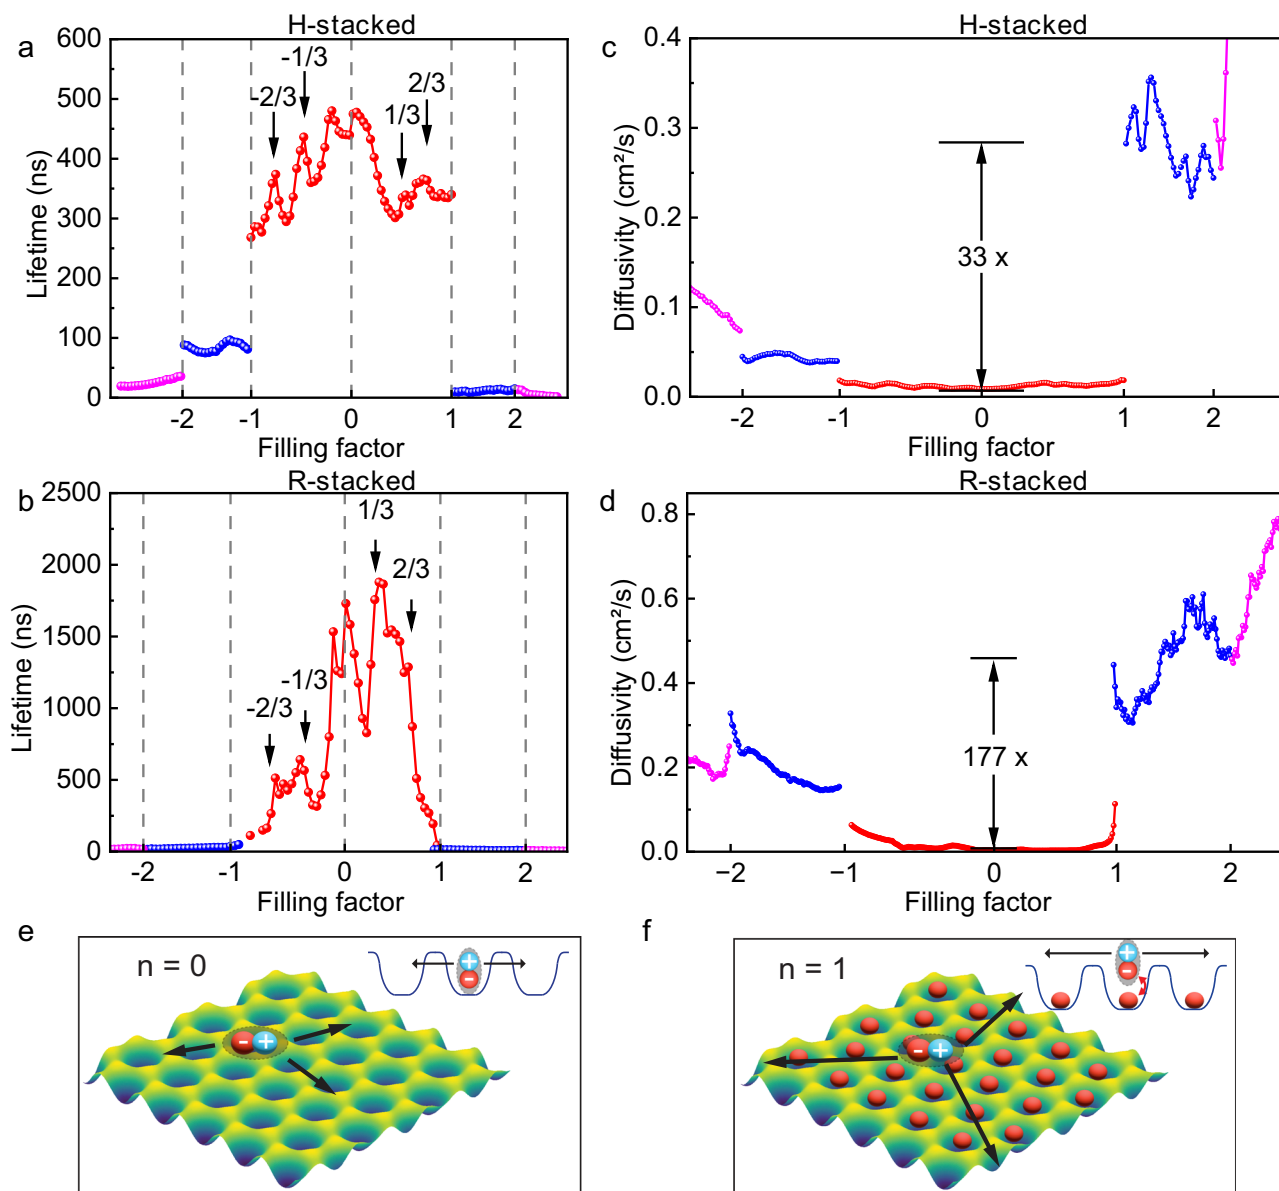 a
H-stacked
600
500
400
300
200
100
0
Lifetime (ns)
-2/3
-1/3
1/3
2/3
-2
-1
0
1
2
Filling factor
c
H-stacked
0.4
0.3
0.2
0.1
0.0
Diffusivity (cm²/s)
33 x
-2
-1
0
1
2
Filling factor
b
R-stacked
2500
2000
1500
1000
500
0
Lifetime (ns)
-2/3
-1/3
1/3
2/3
-2
-1
0
1
2
Filling factor
d
R-stacked
0.8
0.6
0.4
0.2
0.0
Diffusivity (cm²/s)
177 x
−2
−1
0
1
2
Filling factor
e
n = 0
+
-
-
+
f
n = 1
+
-
-
+